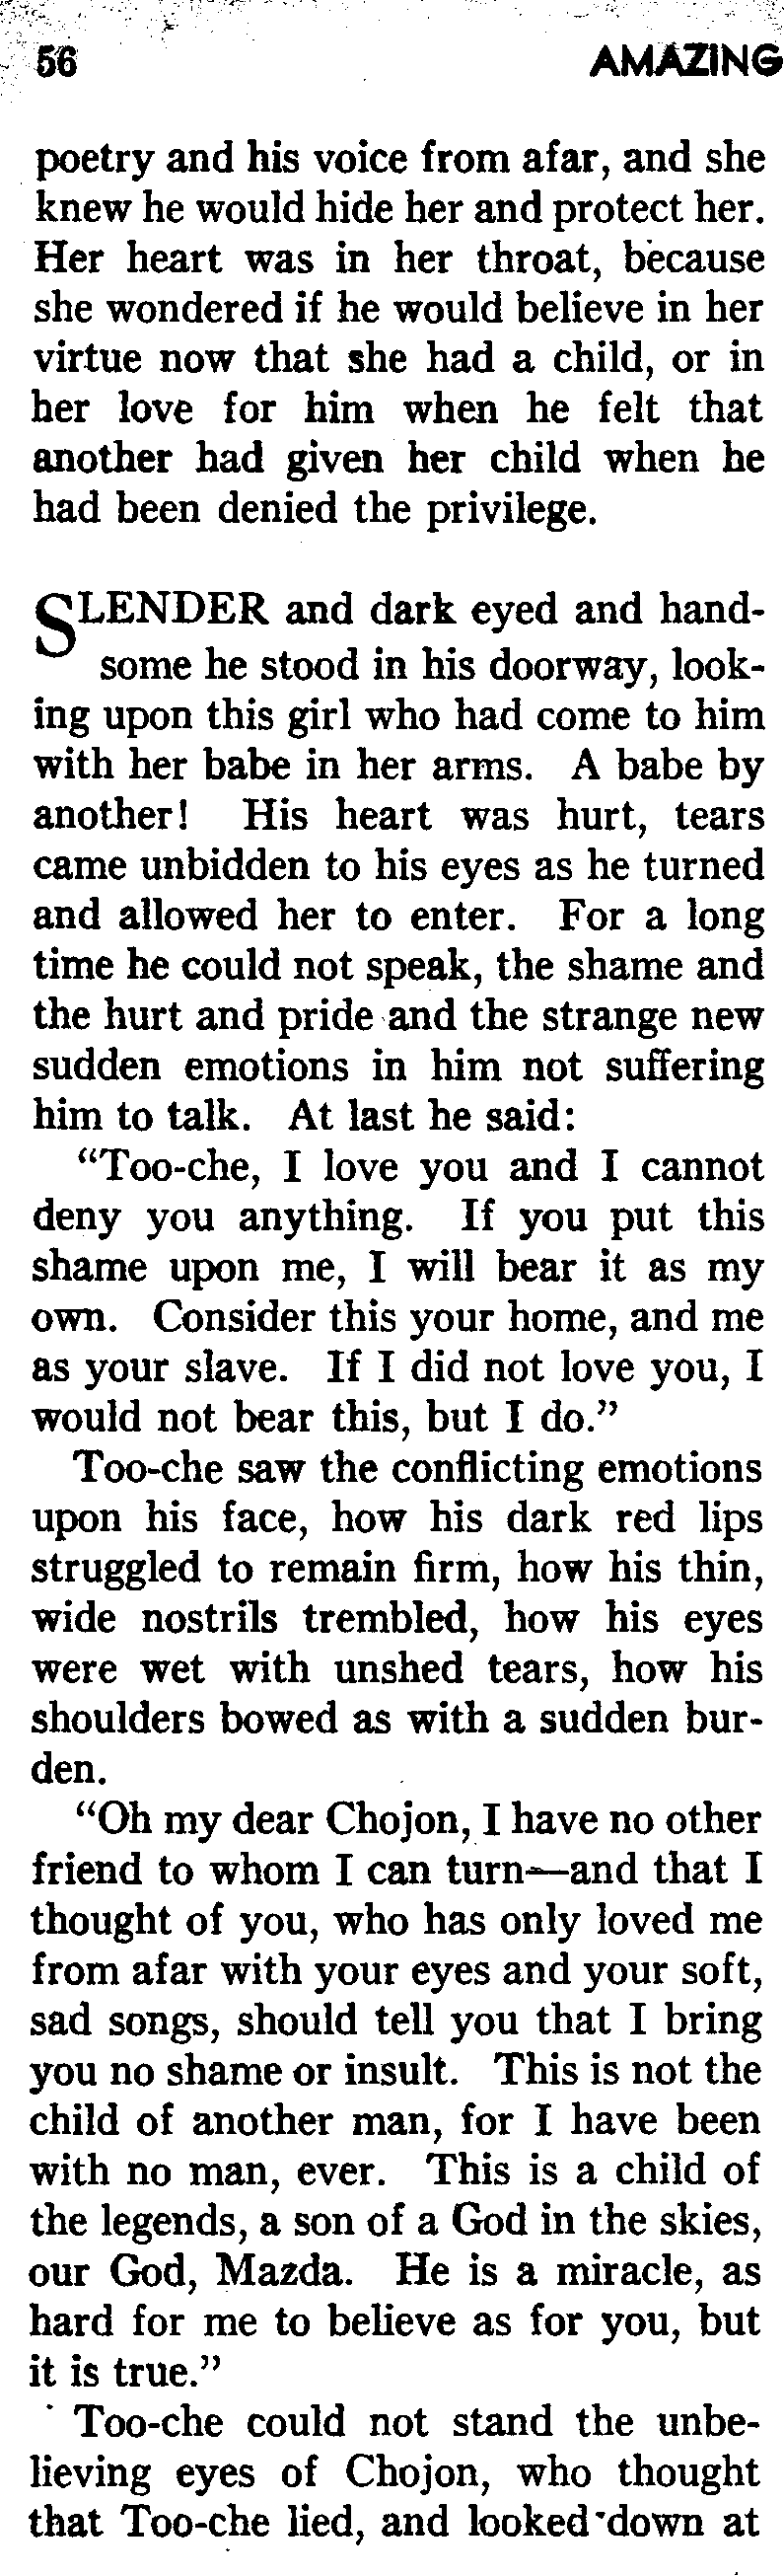 56
AMAZING
poetry and his voice from afar, and she
knew he would hide her and protect her.
Her heart was in her throat, because
she wondered if he would believe in her
virtue now that she had a child, or in
her love for him when he felt that
another had given her child when he
had been denied the privilege.
SLENDER and dark eyed and hand-
some he stood in his doorway, look-
ing upon this girl who had come to him
with her babe in her arms. A babe by
another! His heart was hurt, tears
came unbidden to his eyes as he turned
and allowed her to enter. For a long
time he could not speak, the shame and
the hurt and pride and the strange new
sudden emotions in him not suffering
him to talk. At last he said:
“Too-che, I love you and I cannot
deny you anything. If you put this
shame upon me, I will bear it as my
own. Consider this your home, and me
as your slave. If I did not love you, I
would not bear this, but I do.”
Too-che saw the conflicting emotions
upon his face, how his dark red lips
struggled to remain firm, how his thin,
wide nostrils trembled, how his eyes
were wet with unshed tears, how his
shoulders bowed as with a sudden bur-
den.
“Oh my dear Chojon, I have no other
friend to whom I can turn—and that I
thought of you, who has only loved me
from afar with your eyes and your soft,
sad songs, should tell you that I bring
you no shame or insult. This is not the
child of another man, for I have been
with no man, ever. This is a child of
the legends, a son of a God in the skies,
our God, Mazda. He is a miracle, as
hard for me to believe as for you, but
it is true.”
Too-che could not stand the unbe-
lieving eyes of Chojon, who thought
that Too-che lied, and looked down at